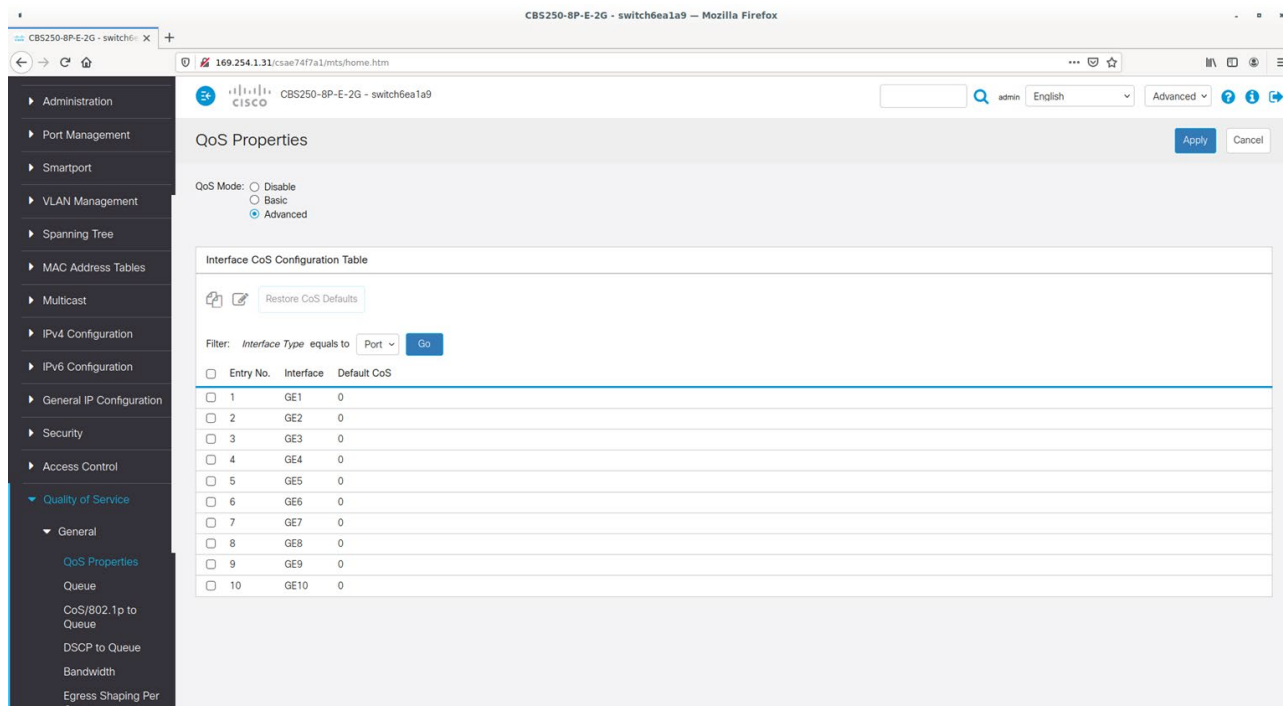 CBS250-8P-E-2G - switch6ea1a9 — Mozilla Firefox
CBS250-8P-E-2G - switch6e
169.254.1.31/csae74f7a1/mts/home.htm
CISCO CBS250-8P-E-2G - switch6ea1a9
admin English Advanced
Administration
Port Management
Smartport
VLAN Management
Spanning Tree
MAC Address Tables
Multicast
IPv4 Configuration
IPv6 Configuration
General IP Configuration
Security
Access Control
Quality of Service
General
QoS Properties
Queue
CoS/802.1p to
Queue
DSCP to Queue
Bandwidth
Egress Shaping Per
QoS Properties
Apply Cancel
QoS Mode: Disable
Basic
Advanced
Interface CoS Configuration Table
Restore CoS Defaults
Filter: Interface Type equals to Port Go
Entry No. Interface Default CoS
1 GE1 0
2 GE2 0
3 GE3 0
4 GE4 0
5 GE5 0
6 GE6 0
7 GE7 0
8 GE8 0
9 GE9 0
10 GE10 0